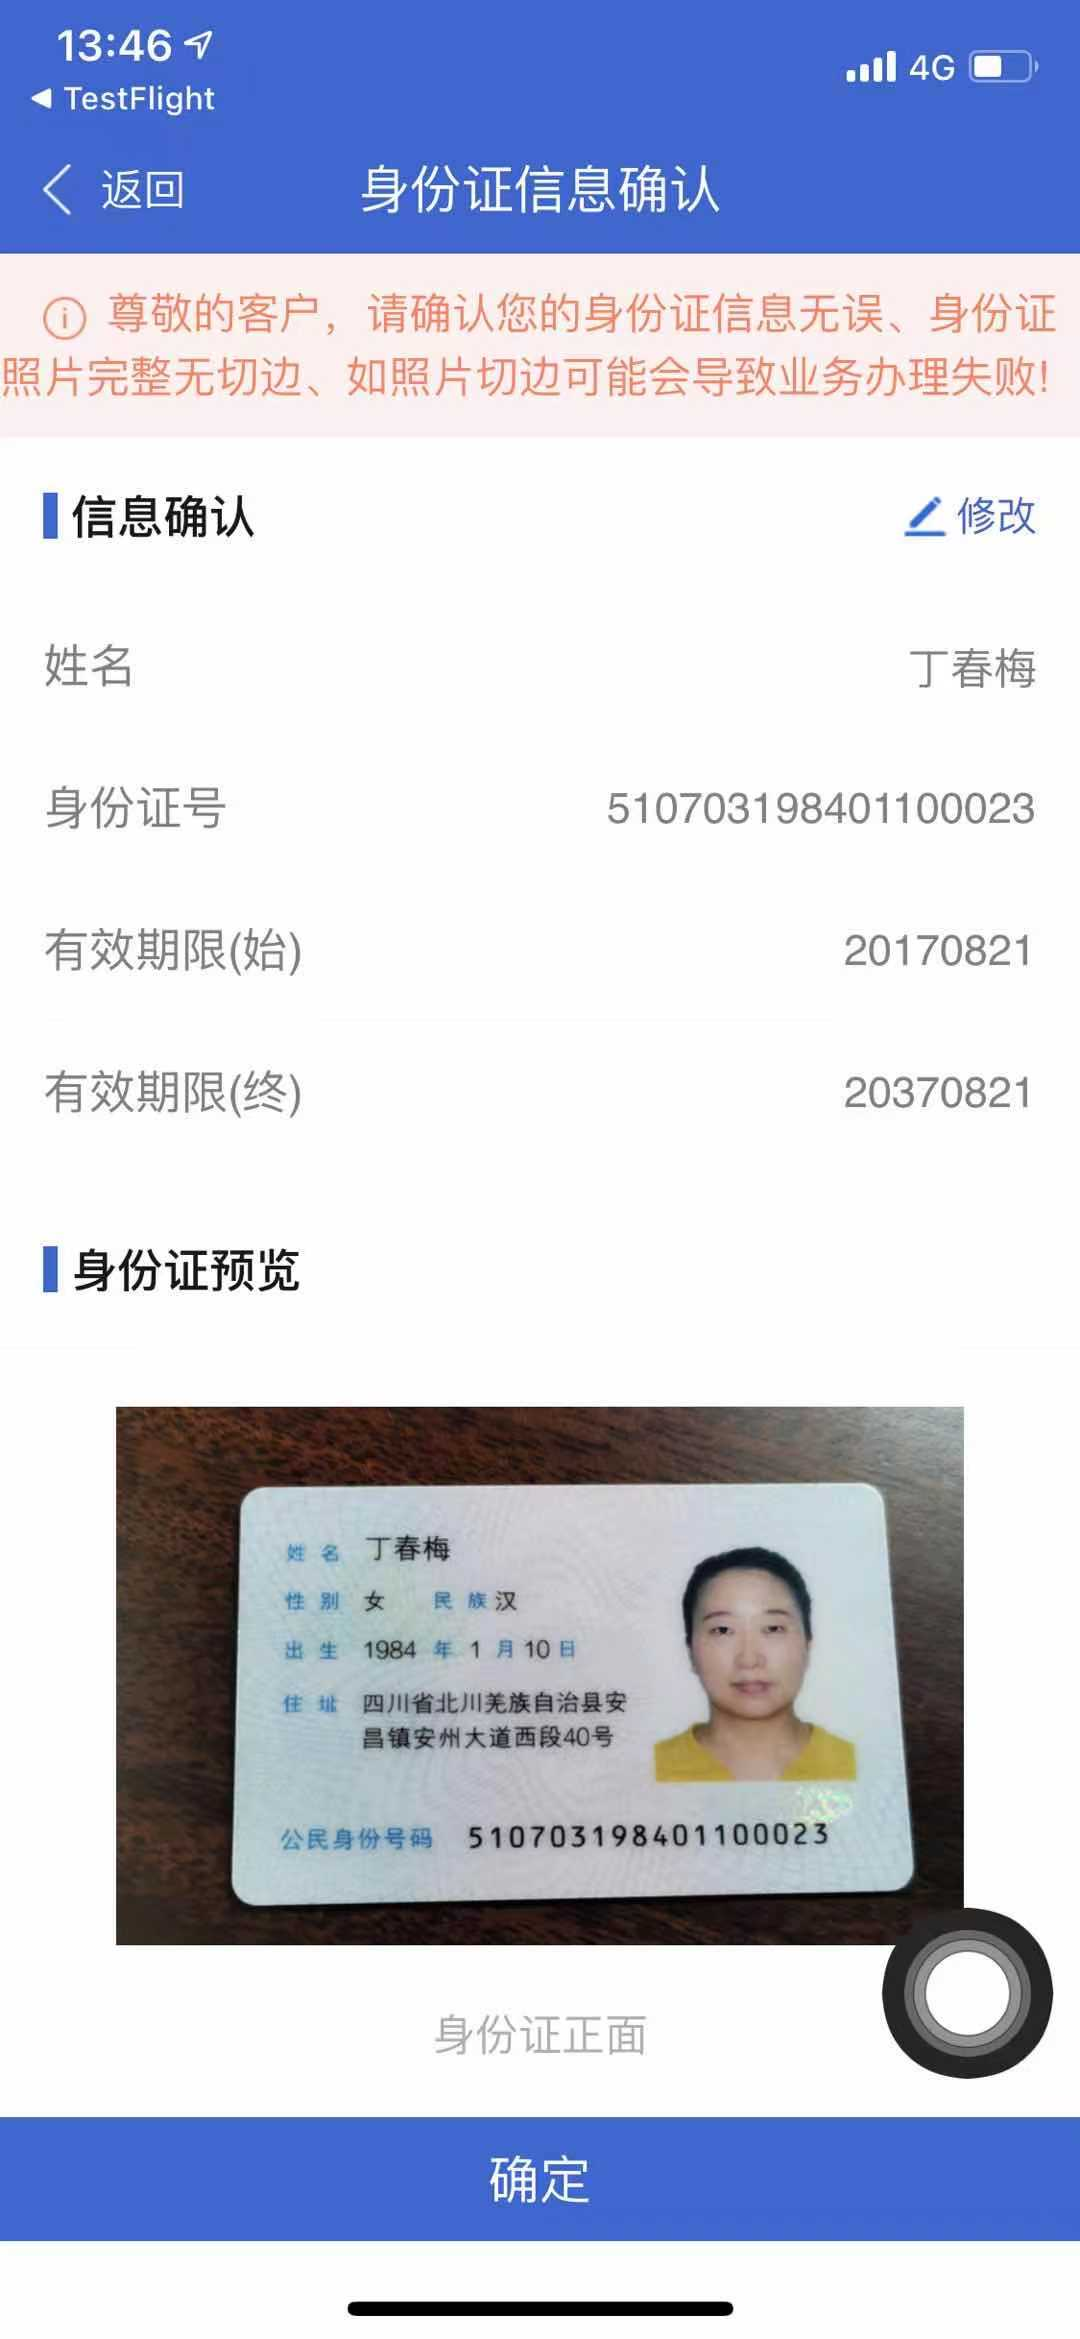 13:46
4G
TestFlight
返回
身份证信息确认
尊敬的客户，请确认您的身份证信息无误、身份证
照片完整无切边、如照片切边可能会导致业务办理失败!
信息确认
修改
姓名 丁春梅
身份证号 510703198401100023
有效期限(始) 20170821
有效期限(终) 20370821
身份证预览
姓名 丁春梅
性别 女 民族 汉
出生 1984 年 1 月 10 日
住址 四川省北川羌族自治县安
昌镇安州大道西段40号
公民身份号码 510703198401100023
身份证正面
确定